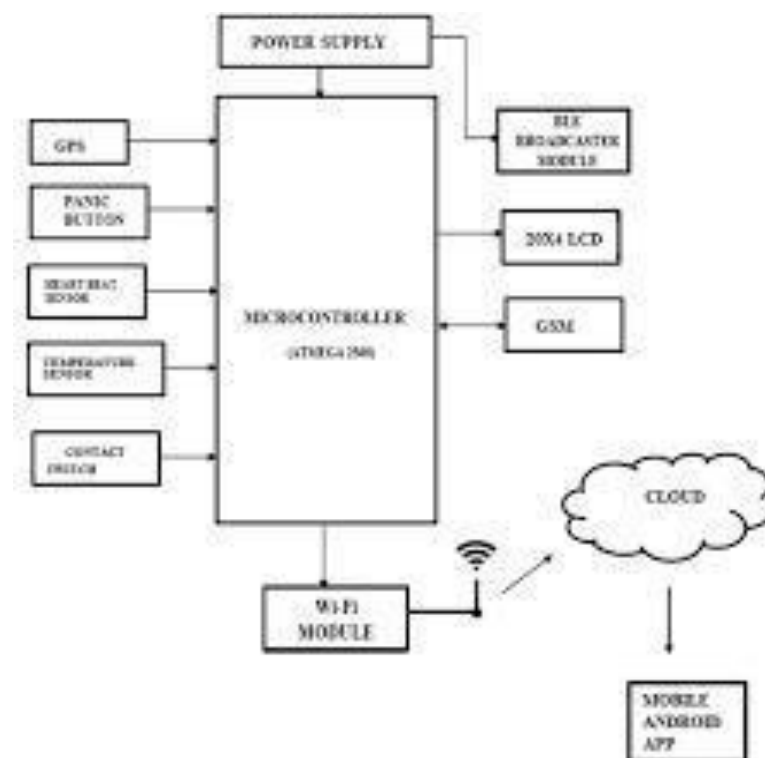 POWER SUPPLY
GPS
PANIC
BUTTON
HEART BEAT
SENSOR
TEMPERATURE
SENSOR
CONTACT
SWITCH
MICROCONTROLLER
BLE
BROADCASTER
MODULE
20X4 LCD
GSM
Wi-Fi
MODULE
CLOUD
MOBILE
ANDROID
APP